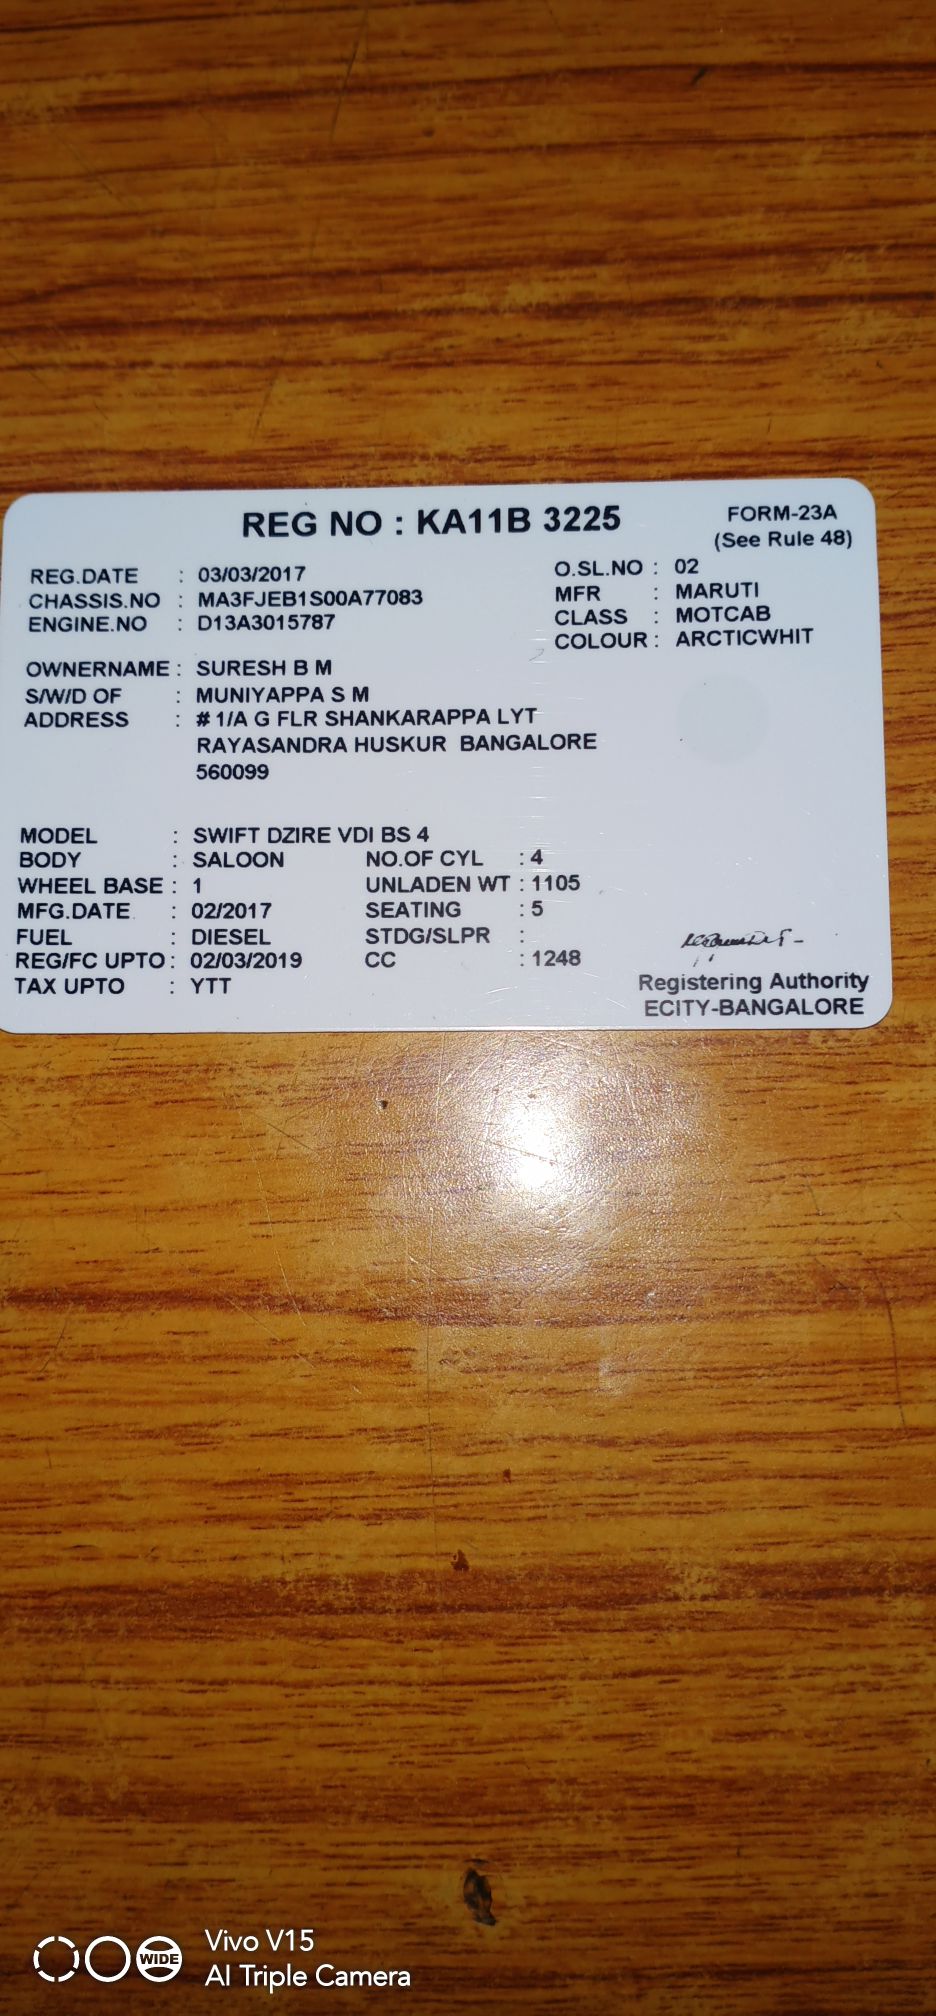 REG NO : KA11B 3225
FORM-23A
(See Rule 48)
REG.DATE : 03/03/2017
O.SL.NO : 02
CHASSIS.NO : MA3FJEB1S00A77083
MFR : MARUTI
ENGINE.NO : D13A3015787
CLASS : MOTCAB
COLOUR : ARCTICWHIT
OWNERNAME : SURESH B M
S/W/D OF : MUNIYAPPA S M
ADDRESS : # 1/A G FLR SHANKARAPPA LYT
RAYASANDRA HUSKUR BANGALORE
560099
MODEL : SWIFT DZIRE VDI BS 4
BODY : SALOON NO.OF CYL : 4
WHEEL BASE : 1 UNLADEN WT : 1105
MFG.DATE : 02/2017 SEATING : 5
FUEL : DIESEL STDG/SLPR :
REG/FC UPTO : 02/03/2019 CC : 1248
TAX UPTO : YTT
Registering Authority
ECITY-BANGALORE
WIDE
Vivo V15
AI Triple Camera